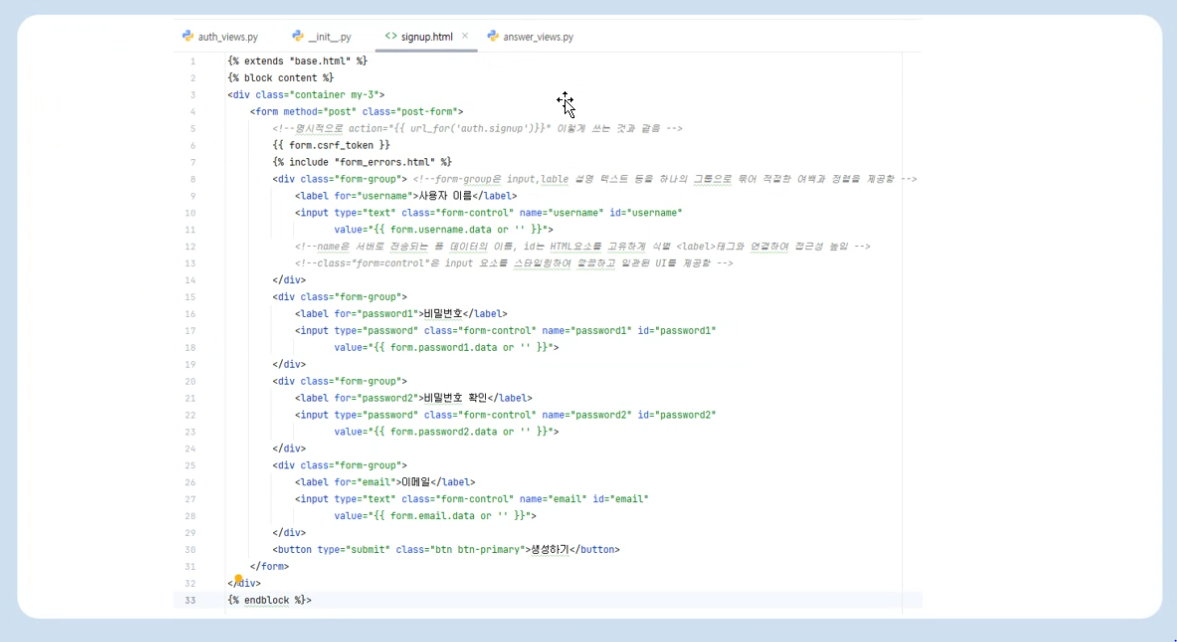 auth_views.py __init__.py <> signup.html × answer_views.py
1 {% extends "base.html" %}
2 {% block content %}
3 <div class="container my-3">
4 <form method="post" class="post-form">
5 <!--명시적으로 action="{{ url_for('auth.signup')}}" 이렇게 쓰는 것과 같음 -->
6 {{ form.csrf_token }}
7 {% include "form_errors.html" %}
8 <div class="form-group"> <!--form-group은 input,lable 설명 텍스트 등을 하나의 그룹으로 묶어 적절한 여백과 정렬을 제공함 -->
9 <label for="username">사용자 이름</label>
10 <input type="text" class="form-control" name="username" id="username"
11 value="{{ form.username.data or '' }}">
12 <!--name은 서버로 전송되는 폼 데이터의 이름, id는 HTML요소를 고유하게 식별 <label>태그와 연결하여 접근성 높임 -->
13 <!--class="form=control"은 input 요소를 스타일링하여 깔끔하고 일관된 UI를 제공함 -->
14 </div>
15 <div class="form-group">
16 <label for="password1">비밀번호</label>
17 <input type="password" class="form-control" name="password1" id="password1"
18 value="{{ form.password1.data or '' }}">
19 </div>
20 <div class="form-group">
21 <label for="password2">비밀번호 확인</label>
22 <input type="password" class="form-control" name="password2" id="password2"
23 value="{{ form.password2.data or '' }}">
24 </div>
25 <div class="form-group">
26 <label for="email">이메일</label>
27 <input type="text" class="form-control" name="email" id="email"
28 value="{{ form.email.data or '' }}">
29 </div>
30 <button type="submit" class="btn btn-primary">생성하기</button>
31 </form>
32 </div>
33 {% endblock %}>